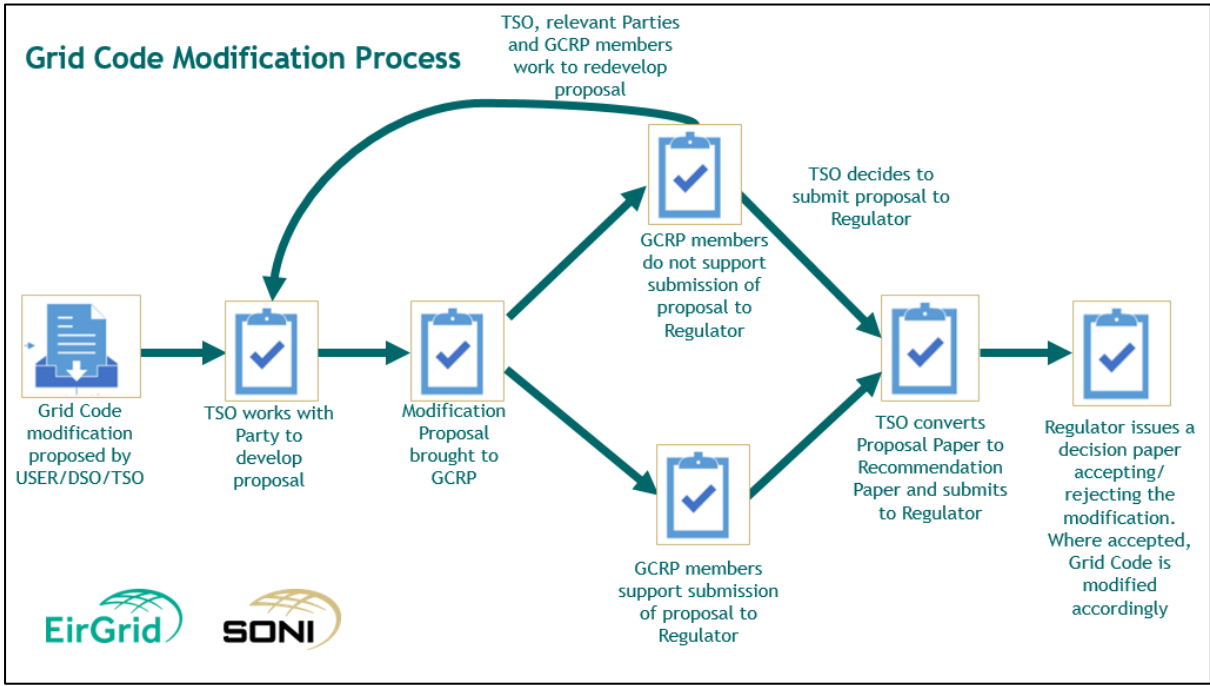 Grid Code Modification Process
TSO, relevant Parties
and GCRP members
work to redevelop
proposal
TSO decides to
submit proposal to
Regulator
GCRP members
do not support
submission of
proposal to
Regulator
Grid Code
modification
proposed by
USER/DSO/TSO
TSO works with
Party to
develop
proposal
Modification
Proposal
brought to
GCRP
GCRP members
support submission
of proposal to
Regulator
TSO converts
Proposal Paper to
Recommendation
Paper and submits
to Regulator
Regulator issues a
decision paper
accepting/
rejecting the
modification.
Where accepted,
Grid Code is
modified
accordingly
EirGrid
SONI